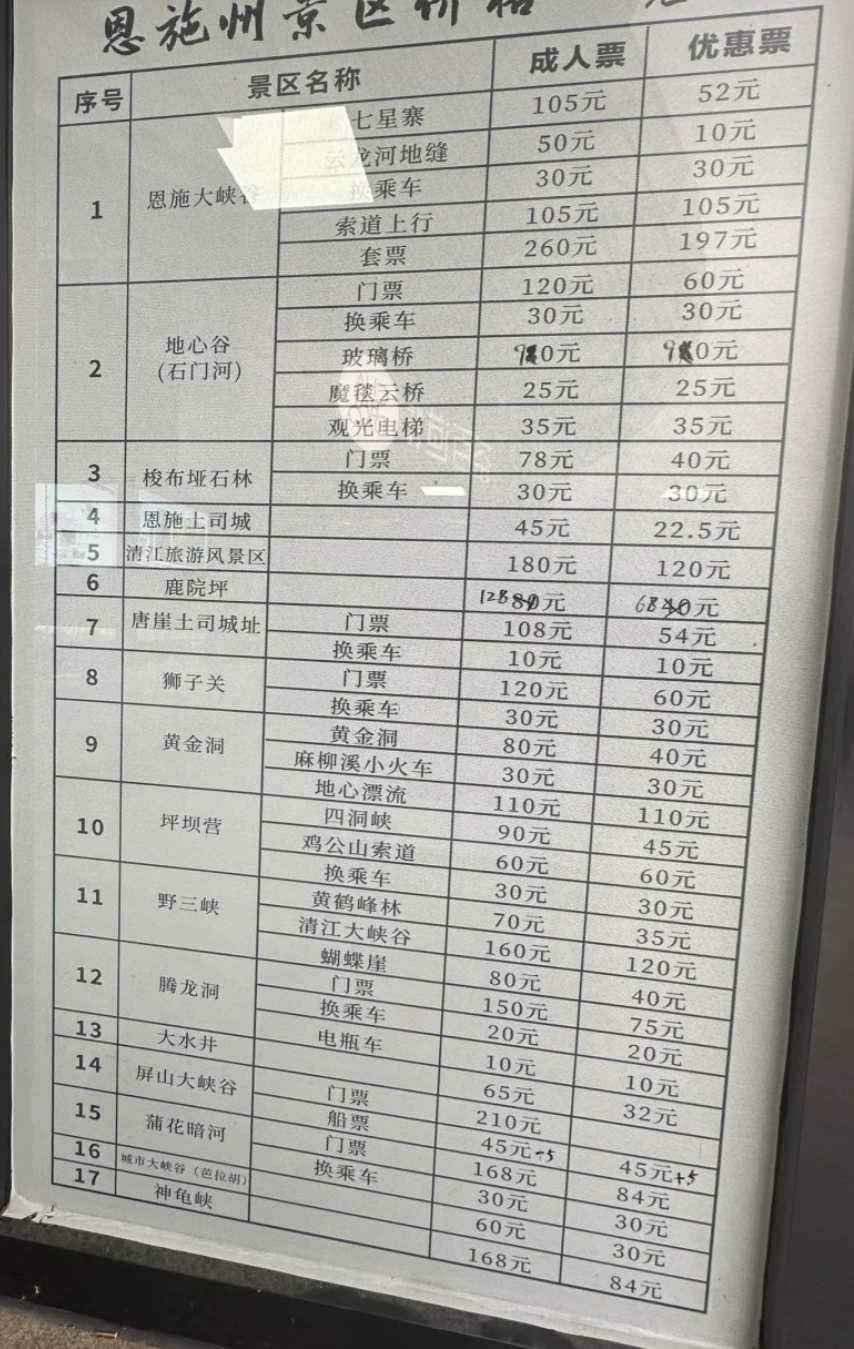 恩施州景区价格
序号 景区名称 成人票 优惠票
1 恩施大峡谷 七星寨 105元 52元
云龙河地缝 50元 10元
换乘车 30元 30元
索道上行 105元 105元
套票 260元 197元
2 地心谷 (石门河) 门票 120元 60元
换乘车 30元 30元
玻璃桥 90元 90元
魔毯云桥 25元 25元
观光电梯 35元 35元
3 梭布垭石林 门票 78元 40元
换乘车 30元 30元
4 恩施土司城 45元 22.5元
5 清江旅游风景区 180元 120元
6 鹿院坪 128元 68元
7 唐崖土司城址 门票 108元 54元
换乘车 10元 10元
8 狮子关 门票 120元 60元
换乘车 30元 30元
9 黄金洞 黄金洞 80元 40元
麻柳溪小火车 30元 30元
地心漂流 110元 110元
10 坪坝营 四洞峡 90元 45元
鸡公山索道 60元 60元
换乘车 30元 30元
11 野三峡 黄鹤峰林 70元 35元
清江大峡谷 160元 120元
蝴蝶崖 80元 40元
12 腾龙洞 门票 150元 75元
换乘车 20元 20元
电瓶车 10元 10元
13 大水井 65元 32元
14 屏山大峡谷 门票 210元
船票 45元+5 45元+5
15 蒲花暗河 门票 168元 84元
换乘车 30元 30元
16 城市大峡谷（芭拉胡） 60元 30元
17 神龟峡 168元 84元